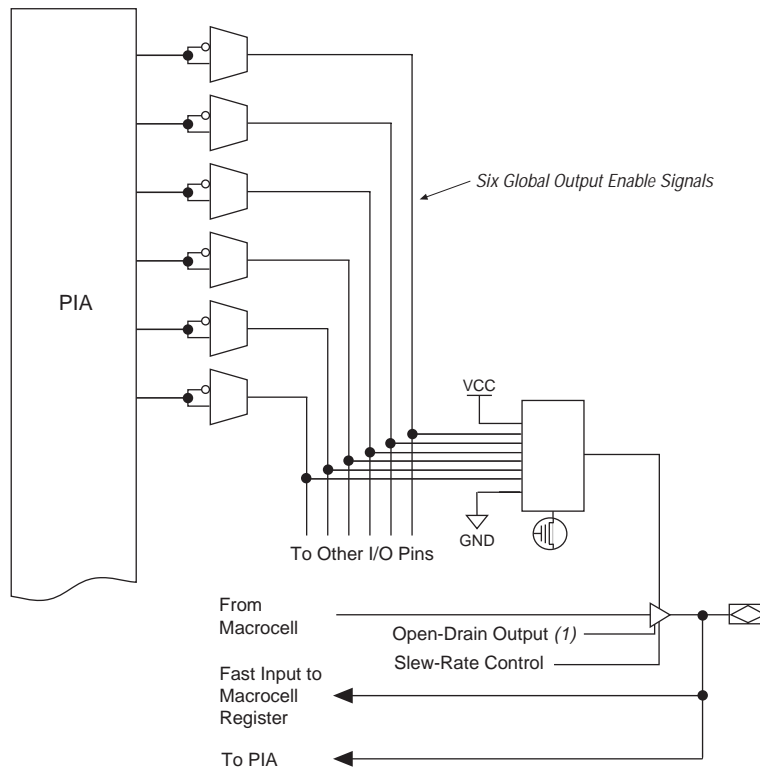 Six Global Output Enable Signals
PIA
VCC
GND
To Other I/O Pins
From
Macrocell
Open-Drain Output (1)
Slew-Rate Control
Fast Input to
Macrocell
Register
To PIA